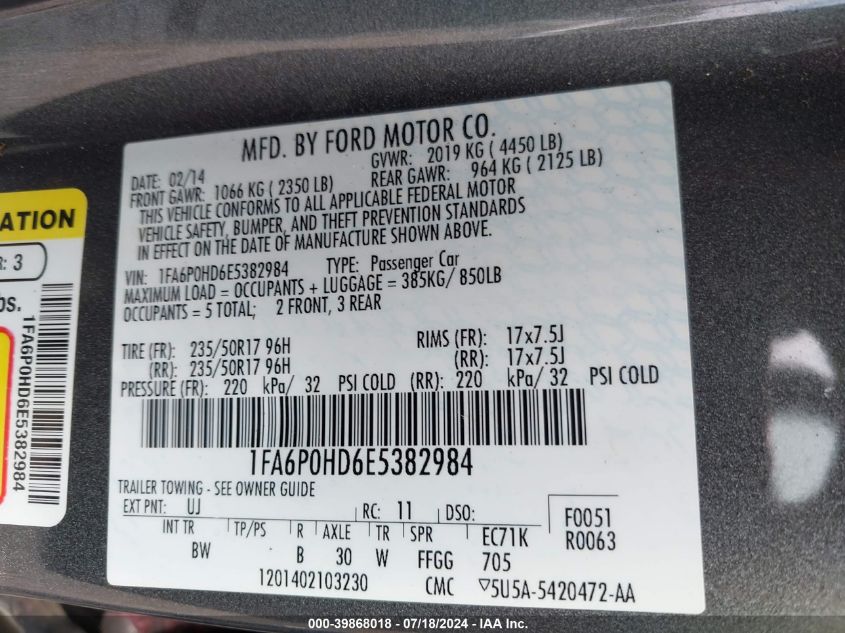 MFD. BY FORD MOTOR CO.
DATE: 02/14 GVWR: 2019 KG ( 4450 LB)
FRONT GAWR: 1066 KG ( 2350 LB) REAR GAWR: 964 KG ( 2125 LB)
THIS VEHICLE CONFORMS TO ALL APPLICABLE FEDERAL MOTOR
VEHICLE SAFETY, BUMPER, AND THEFT PREVENTION STANDARDS
IN EFFECT ON THE DATE OF MANUFACTURE SHOWN ABOVE.
VIN: 1FA6P0HD6E5382984 TYPE: Passenger Car
MAXIMUM LOAD = OCCUPANTS + LUGGAGE = 385KG/ 850LB
OCCUPANTS = 5 TOTAL; 2 FRONT, 3 REAR
TIRE (FR): 235/50R17 96H RIMS (FR): 17x7.5J
(RR): 235/50R17 96H (RR): 17x7.5J
PRESSURE (FR): 220 kPa/ 32 PSI COLD (RR): 220 kPa/ 32 PSI COLD
1FA6P0HD6E5382984
TRAILER TOWING - SEE OWNER GUIDE
EXT PNT: UJ RC: 11 DSO: F0051
INT TR TP/PS R AXLE TR SPR EC71K R0063
BW B 30 W FFGG 705
1201402103230 CMC ▽5U5A-5420472-AA
ATION
R: 3
bs.
1FA6P0HD6E5382984
000-39868018 - 07/18/2024 - IAAI.COM